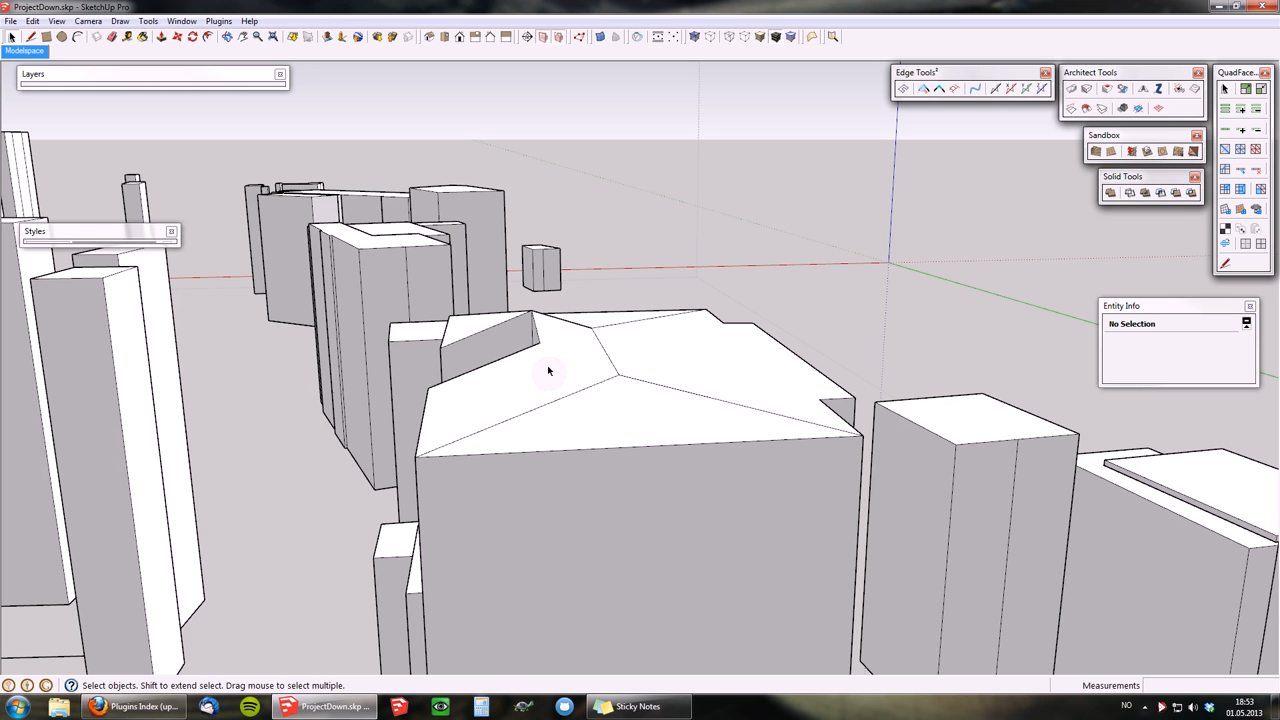 ProjectDown.skp - SketchUp Pro
File Edit View Camera Draw Tools Window Plugins Help
Modelspace
Layers
Edge Tools²
Architect Tools
QuadFace...
Sandbox
Solid Tools
Styles
Entity Info
No Selection
Select objects. Shift to extend select. Drag mouse to select multiple.
Measurements
Plugins Index (up...
ProjectDown.skp ...
Sticky Notes
NO
18:53
01.05.2013